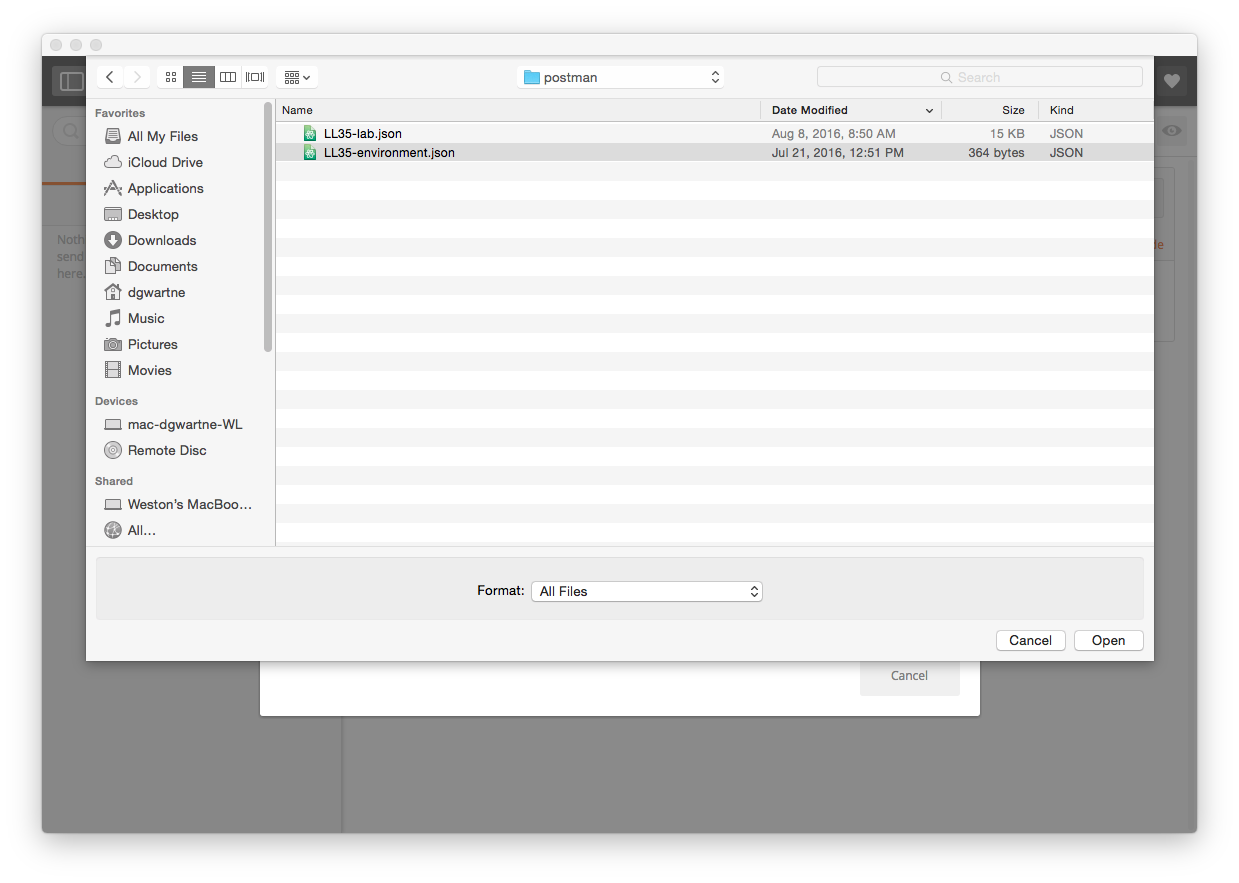 postman
Search
Favorites
All My Files
iCloud Drive
Applications
Desktop
Downloads
Documents
dgwartne
Music
Pictures
Movies
Devices
mac-dgwartne-WL
Remote Disc
Shared
Weston's MacBoo...
All...
Name Date Modified Size Kind
LL35-lab.json Aug 8, 2016, 8:50 AM 15 KB JSON
LL35-environment.json Jul 21, 2016, 12:51 PM 364 bytes JSON
Noth
send
here.
le
Format: All Files
Cancel Open
Cancel